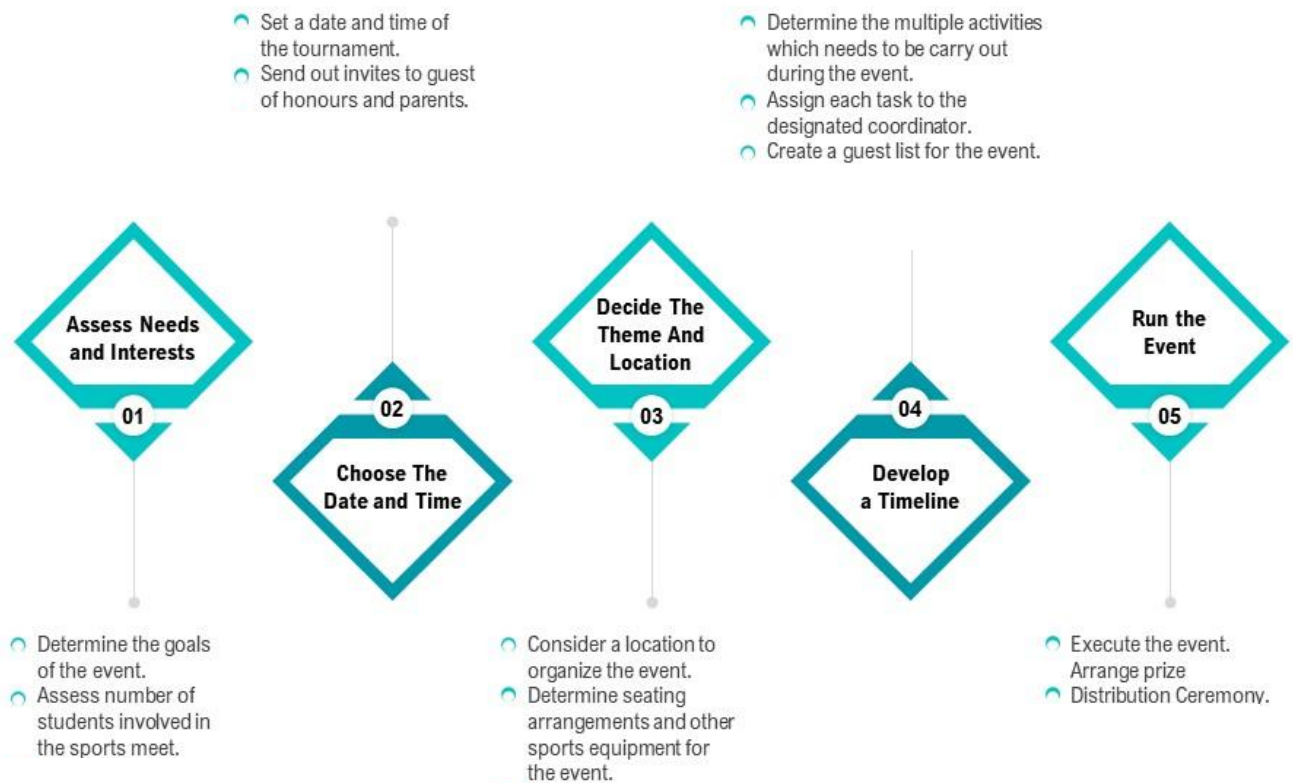 Set a date and time of
the tournament.
Send out invites to guest
of honours and parents.
Determine the multiple activities
which needs to be carry out
during the event.
Assign each task to the
designated coordinator.
Create a guest list for the event.
Assess Needs
and Interests
01
02
Choose The
Date and Time
Decide The
Theme And
Location
03
04
Develop
a Timeline
Run the
Event
05
Determine the goals
of the event.
Assess number of
students involved in
the sports meet.
Consider a location to
organize the event.
Determine seating
arrangements and other
sports equipment for
the event.
Execute the event.
Arrange prize
Distribution Ceremony.